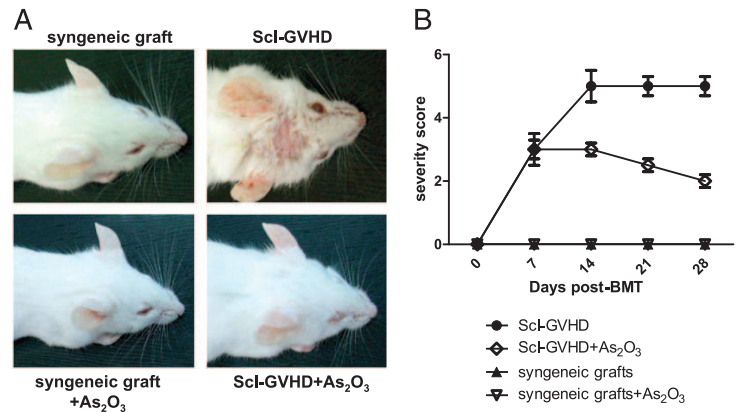 A
syngeneic graft
Scl-GVHD
syngeneic graft
+As₂O₃
Scl-GVHD+As₂O₃
B
severity score
6
4
2
0
0
7
14
21
28
Days post-BMT
Scl-GVHD
Scl-GVHD+As₂O₃
syngeneic grafts
syngeneic grafts+As₂O₃